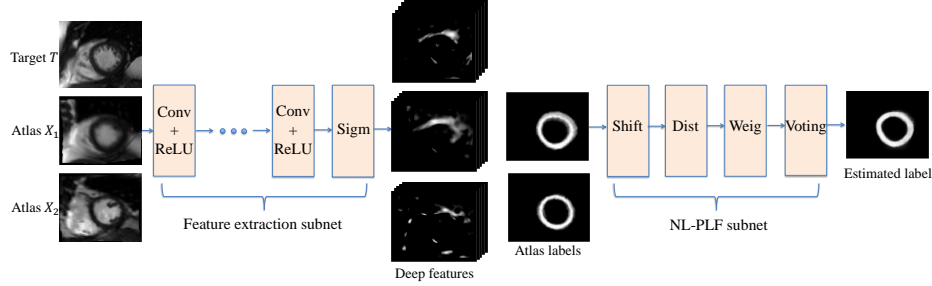 Target T
Atlas X₁
Atlas X₂
Conv
+
ReLU
Conv
+
ReLU
Sigm
Feature extraction subnet
Deep features
Atlas labels
Shift
Dist
Weig
Voting
NL-PLF subnet
Estimated label